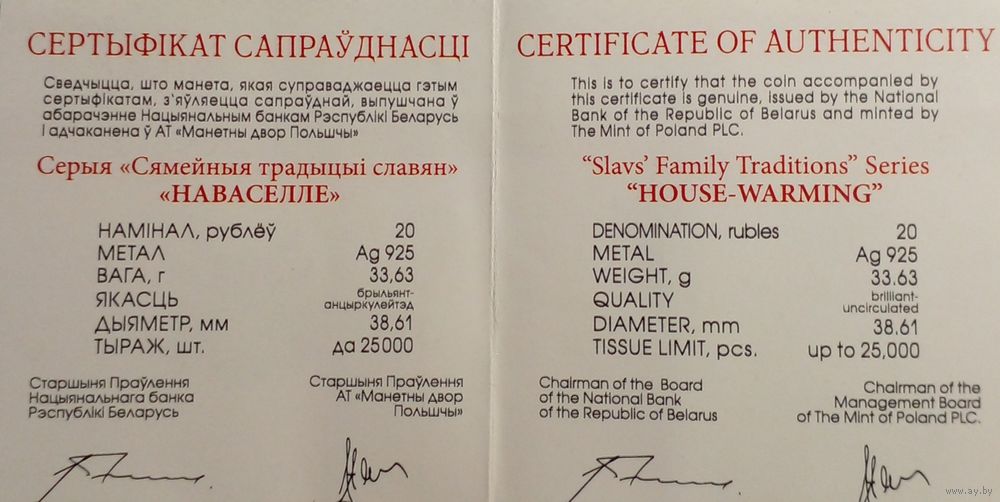 СЕРТЫФІКАТ САПРАЎДНАСЦІ
Сведчыцца, што манета, якая суправаджаецца гэтым
сертыфікатам, з'яўляецца сапраўднай, выпушчана ў
абарачэнне Нацыянальным банкам Рэспублікі Беларусь
і адчаканена ў АТ «Манетны двор Польшчы»
Серыя «Сямейныя традыцыі славян»
«НАВАСЕЛЛЕ»
НАМІНАЛ, рублёў 20
МЕТАЛ Ag 925
ВАГА, г 33,63
ЯКАСЦЬ брыльянт-
анцыркулейтэд
ДЫЯМЕТР, мм 38,61
ТЫРАЖ, шт. да 25000
Старшыня Праўлення
Нацыянальнага банка
Рэспублікі Беларусь
Старшыня Праўлення
АТ «Манетны двор
Польшчы»
CERTIFICATE OF AUTHENTICITY
This is to certify that the coin accompanied by
this certificate is genuine, issued by the National
Bank of the Republic of Belarus and minted by
The Mint of Poland PLC.
“Slavs’ Family Traditions” Series
“HOUSE-WARMING”
DENOMINATION, rubles 20
METAL Ag 925
WEIGHT, g 33.63
QUALITY brilliant-
uncirculated
DIAMETER, mm 38.61
TISSUE LIMIT, pcs. up to 25,000
Chairman of the Board
of the National Bank
of the Republic of Belarus
Chairman of the
Management Board
of The Mint of Poland PLC.
www.ay.by